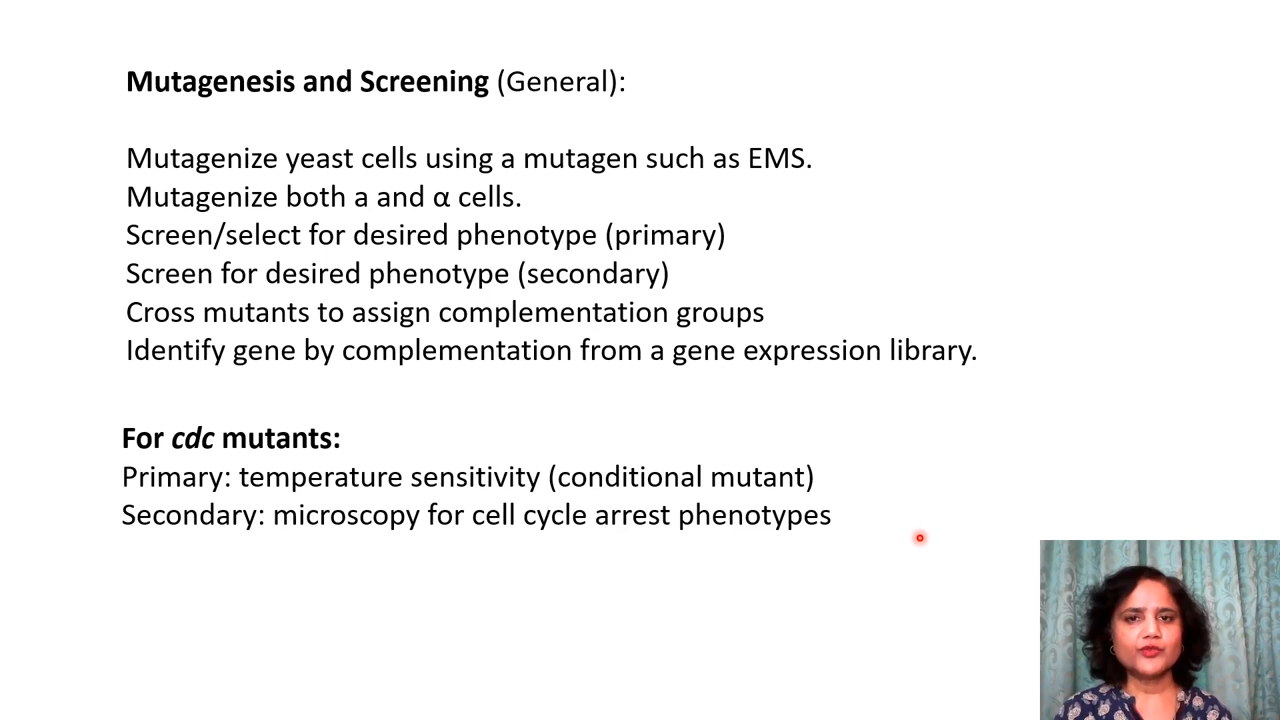 Mutagenesis and Screening (General):
Mutagenize yeast cells using a mutagen such as EMS.
Mutagenize both a and α cells.
Screen/select for desired phenotype (primary)
Screen for desired phenotype (secondary)
Cross mutants to assign complementation groups
Identify gene by complementation from a gene expression library.
For cdc mutants:
Primary: temperature sensitivity (conditional mutant)
Secondary: microscopy for cell cycle arrest phenotypes